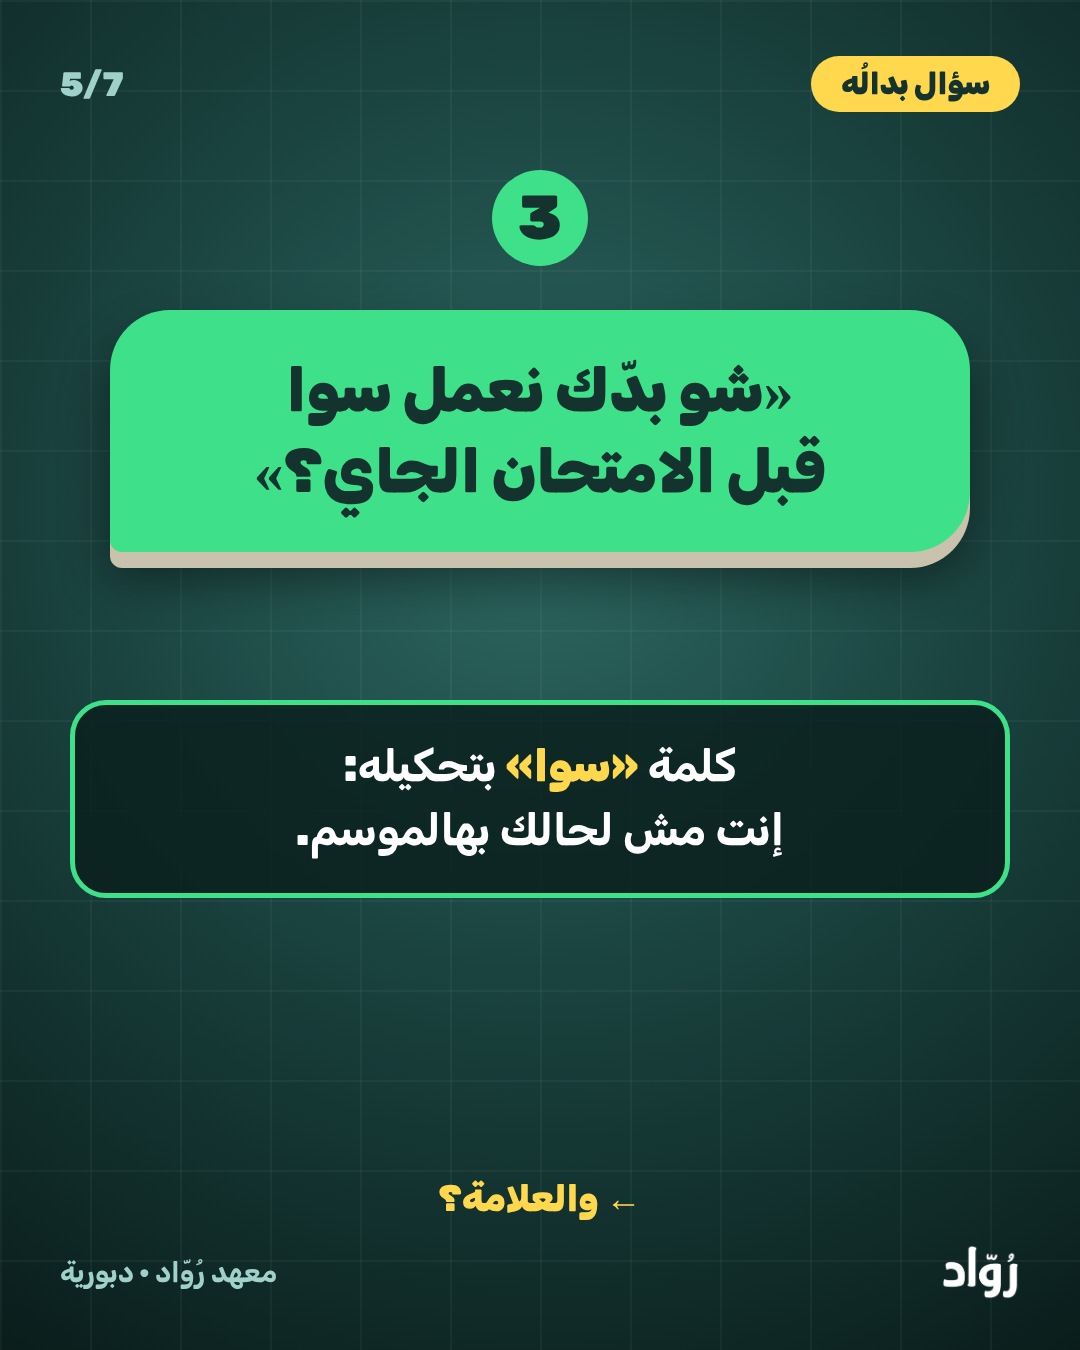 سؤال بدالُه
5/7
3
«شو بدّك نعمل سوا
قبل الامتحان الجاي؟»
كلمة «سوا» بتحكيله:
إنت مش لحالك بهالموسم.
← والعلامة؟
رُوّاد
معهد رُوّاد • دبورية